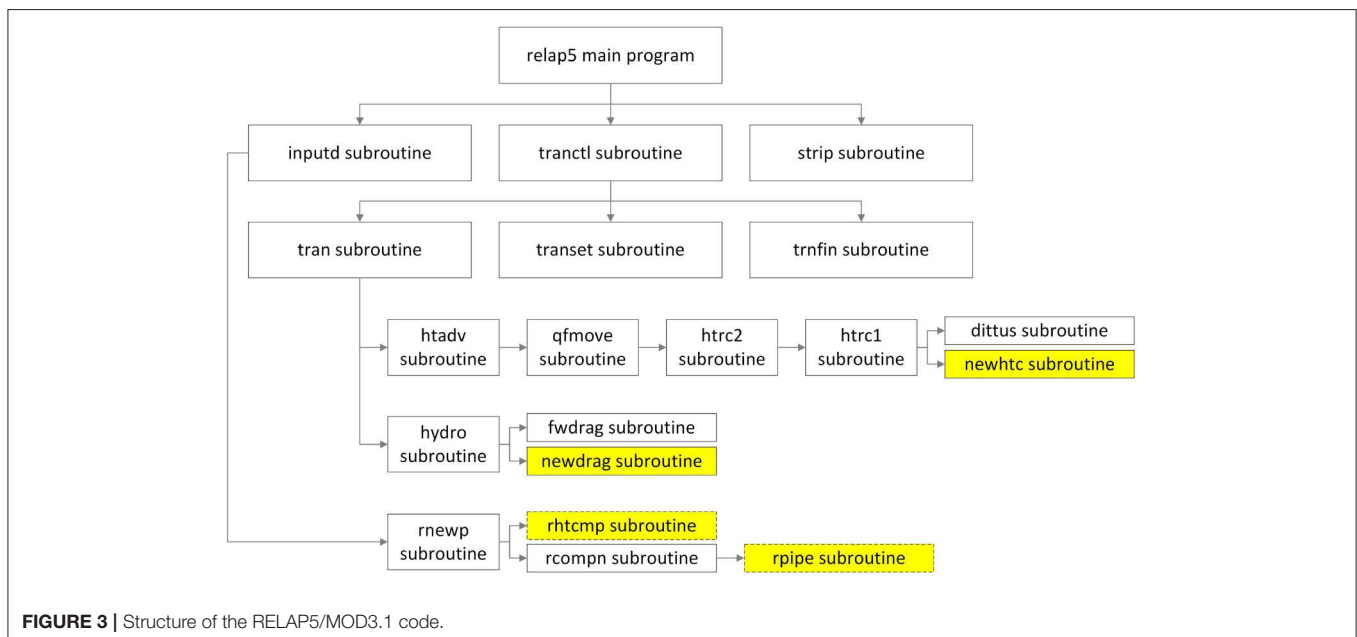 relap5 main program
inputd subroutine
tranctl subroutine
strip subroutine
tran subroutine
transet subroutine
trnfin subroutine
htadv
subroutine
qfmove
subroutine
htrc2
subroutine
htrc1
subroutine
dittus subroutine
newhtc subroutine
hydro
subroutine
fwdrag subroutine
newdrag subroutine
rnewp
subroutine
rhtcmp subroutine
rcompn subroutine
rpipe subroutine
FIGURE 3 | Structure of the RELAP5/MOD3.1 code.